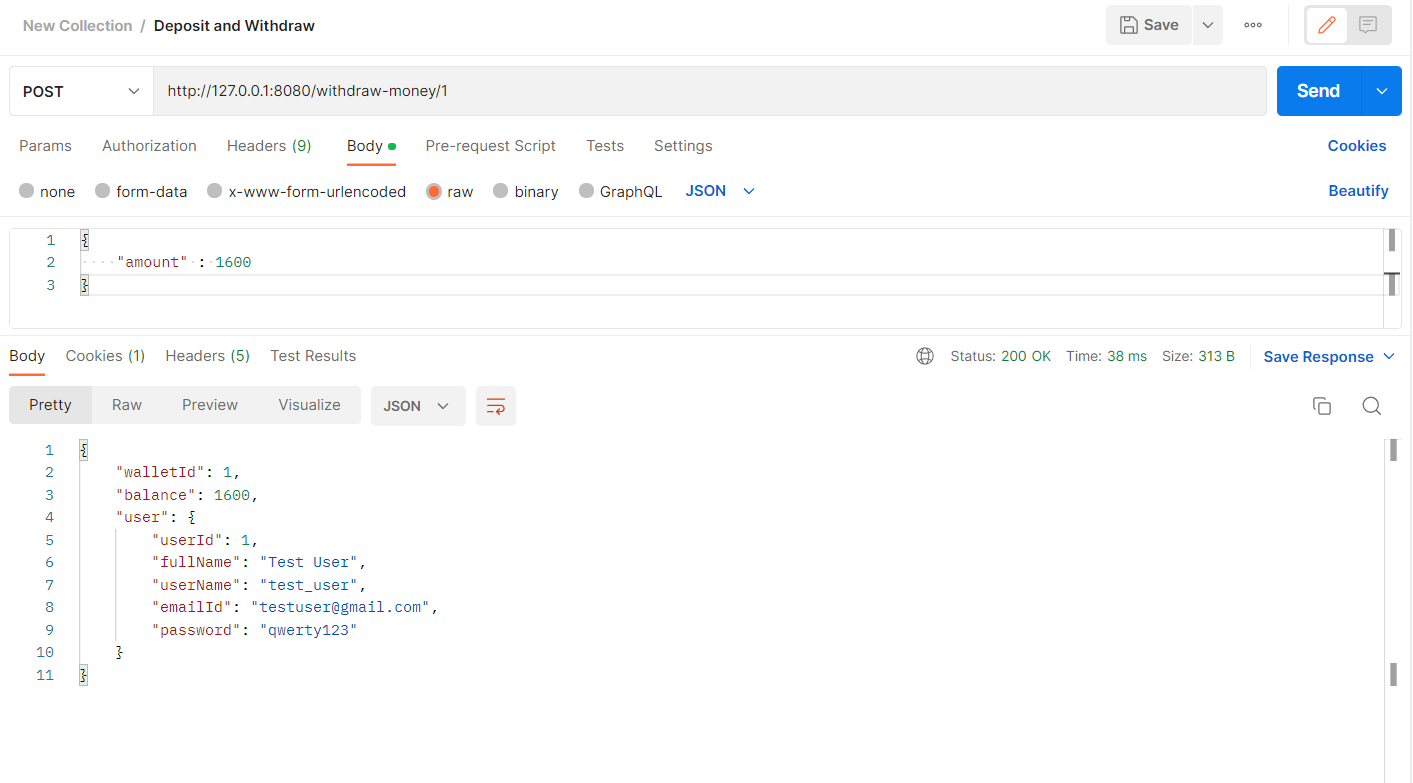 New Collection / Deposit and Withdraw
Save
POST
http://127.0.0.1:8080/withdraw-money/1
Send
Params Authorization Headers (9) Body Pre-request Script Tests Settings Cookies
none form-data x-www-form-urlencoded raw binary GraphQL JSON Beautify
1 {
2 "amount" : 1600
3 }
Body Cookies (1) Headers (5) Test Results Status: 200 OK Time: 38 ms Size: 313 B Save Response
Pretty Raw Preview Visualize JSON
1 {
2 "walletId": 1,
3 "balance": 1600,
4 "user": {
5 "userId": 1,
6 "fullName": "Test User",
7 "userName": "test_user",
8 "emailId": "testuser@gmail.com",
9 "password": "qwerty123"
10 }
11 }